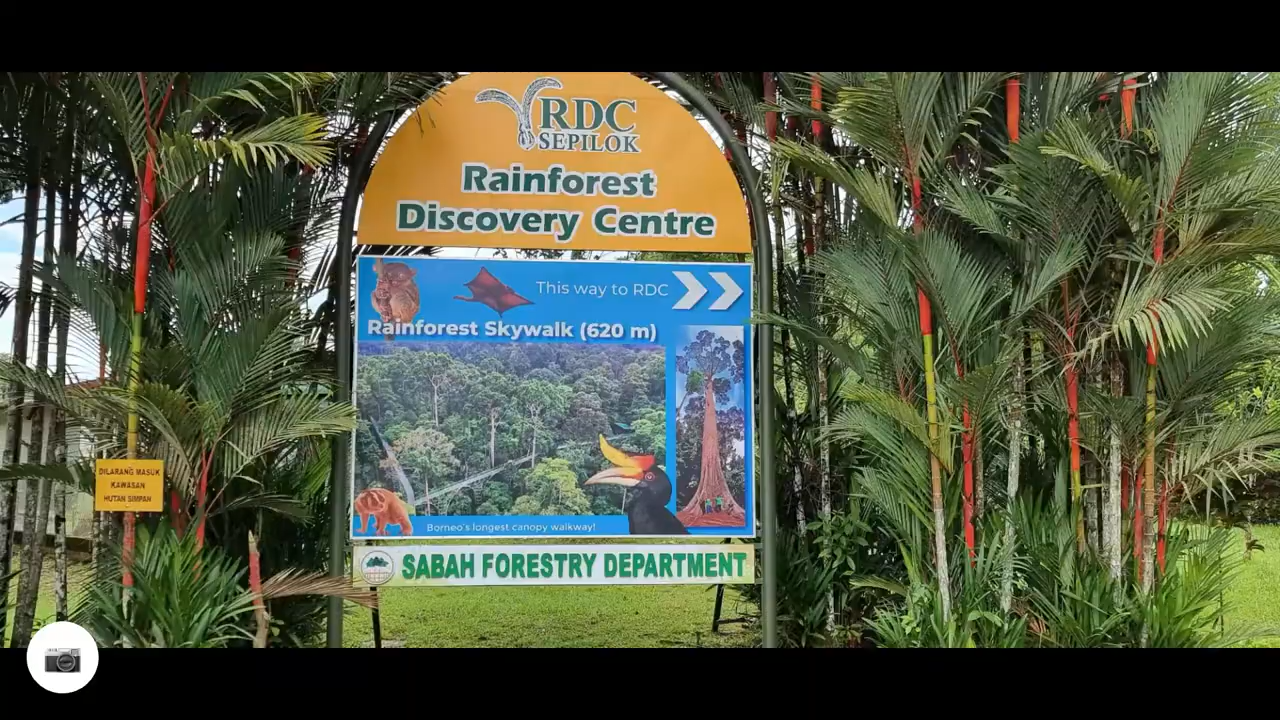 RDC
SEPILOK
Rainforest
Discovery Centre
This way to RDC
Rainforest Skywalk (620 m)
Borneo's longest canopy walkway!
SABAH FORESTRY DEPARTMENT
DILARANG MASUK
KAWASAN
HUTAN SIMPAN